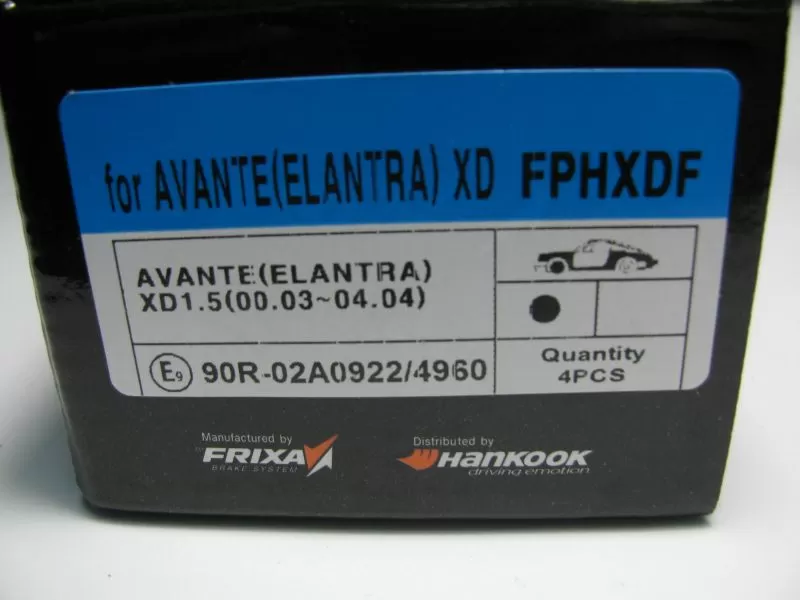 for AVANTE(ELANTRA) XD FPHXDF
AVANTE(ELANTRA)
XD1.5(00.03~04.04)
E9 90R-02A0922/4960
Quantity
4PCS
Manufactured by
FRIXA
BRAKE SYSTEM
Distributed by
HANKOOK
driving emotion